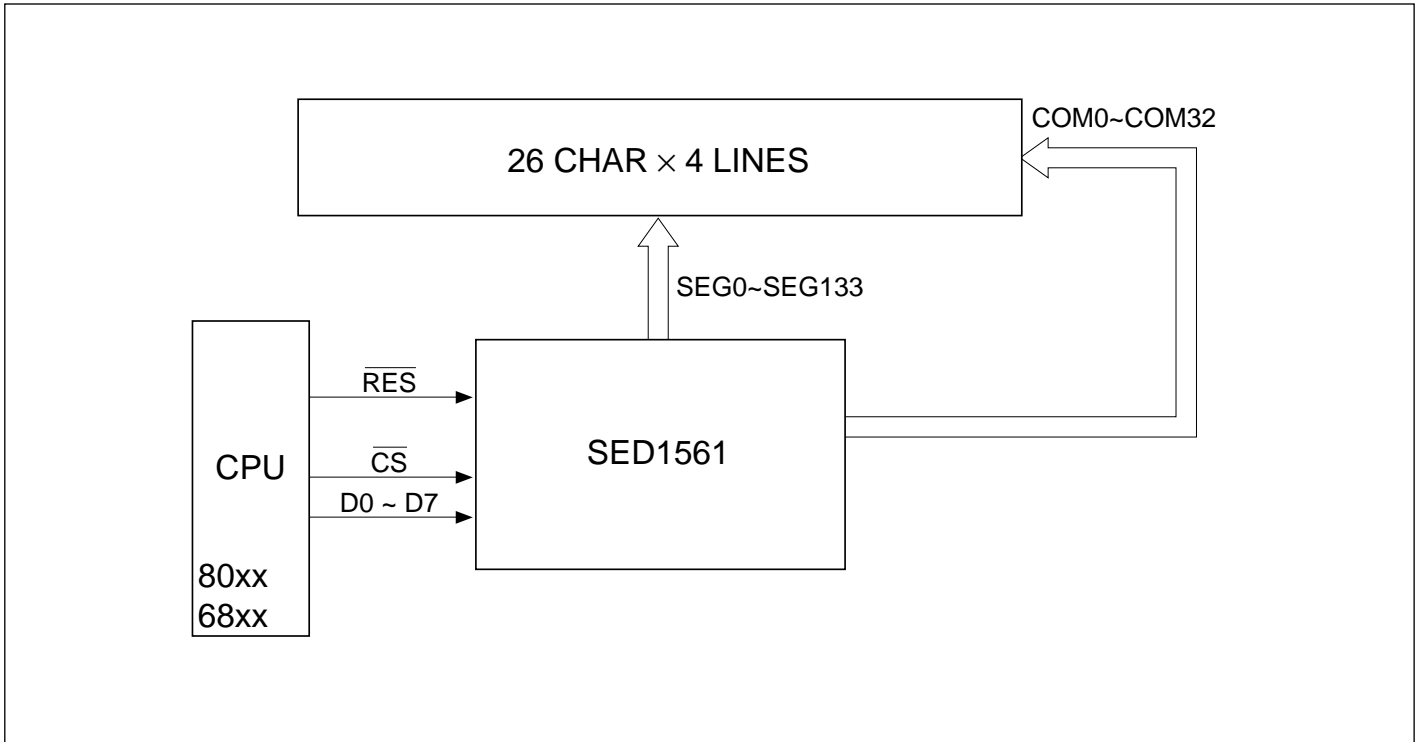 COM0~COM32
26 CHAR × 4 LINES
SEG0~SEG133
RES
CS
D0 ~ D7
CPU
80xx
68xx
SED1561